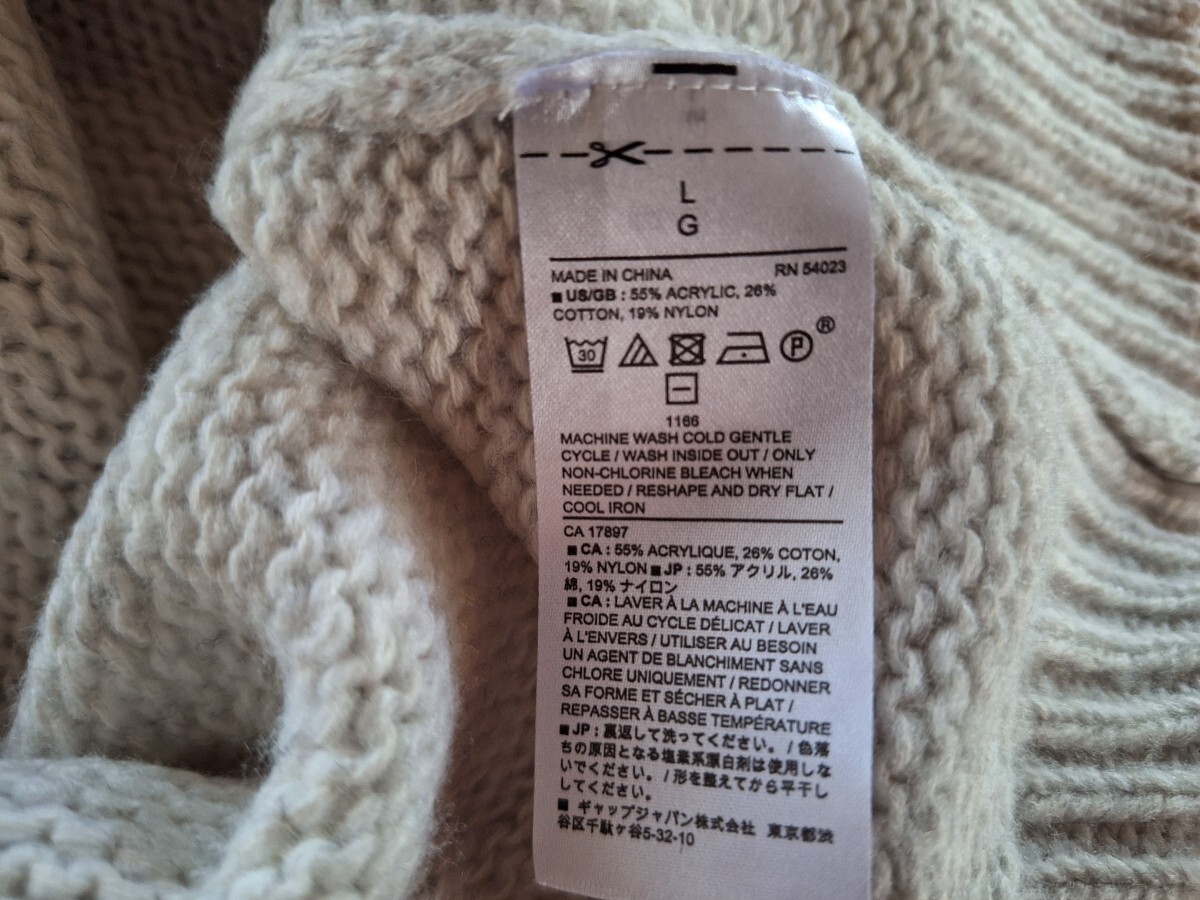 L
G
MADE IN CHINA RN 54023
■ US/GB : 55% ACRYLIC, 26%
COTTON, 19% NYLON
30 P ®
1166
MACHINE WASH COLD GENTLE
CYCLE / WASH INSIDE OUT / ONLY
NON-CHLORINE BLEACH WHEN
NEEDED / RESHAPE AND DRY FLAT /
COOL IRON
CA 17897
■ CA : 55% ACRYLIQUE, 26% COTON,
19% NYLON ■ JP : 55% アクリル, 26%
綿, 19% ナイロン
■ CA : LAVER À LA MACHINE À L'EAU
FROIDE AU CYCLE DÉLICAT / LAVER
À L'ENVERS / UTILISER AU BESOIN
UN AGENT DE BLANCHIMENT SANS
CHLORE UNIQUEMENT / REDONNER
SA FORME ET SÉCHER À PLAT /
REPASSER À BASSE TEMPÉRATURE
■ JP : 裏返して洗ってください。 / 色落
ちの原因となる塩素系漂白剤は使用しな
いでください。 / 形を整えてから平干し
してください。
■ ギャップジャパン株式会社 東京都渋
谷区千駄ヶ谷5-32-10